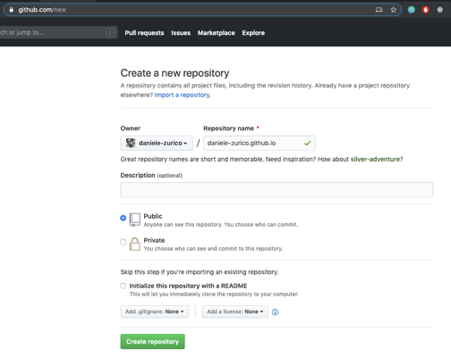 github.com/new
ch or jump to...
/
Pull requests Issues Marketplace Explore
Create a new repository
A repository contains all project files, including the revision history. Already have a project repository
elsewhere? Import a repository.
Owner Repository name *
daniele-zurico / daniele-zurico.github.io
Great repository names are short and memorable. Need inspiration? How about silver-adventure?
Description (optional)
Public
Anyone can see this repository. You choose who can commit.
Private
You choose who can see and commit to this repository.
Skip this step if you're importing an existing repository.
Initialize this repository with a README
This will let you immediately clone the repository to your computer.
Add .gitignore: None Add a license: None
Create repository